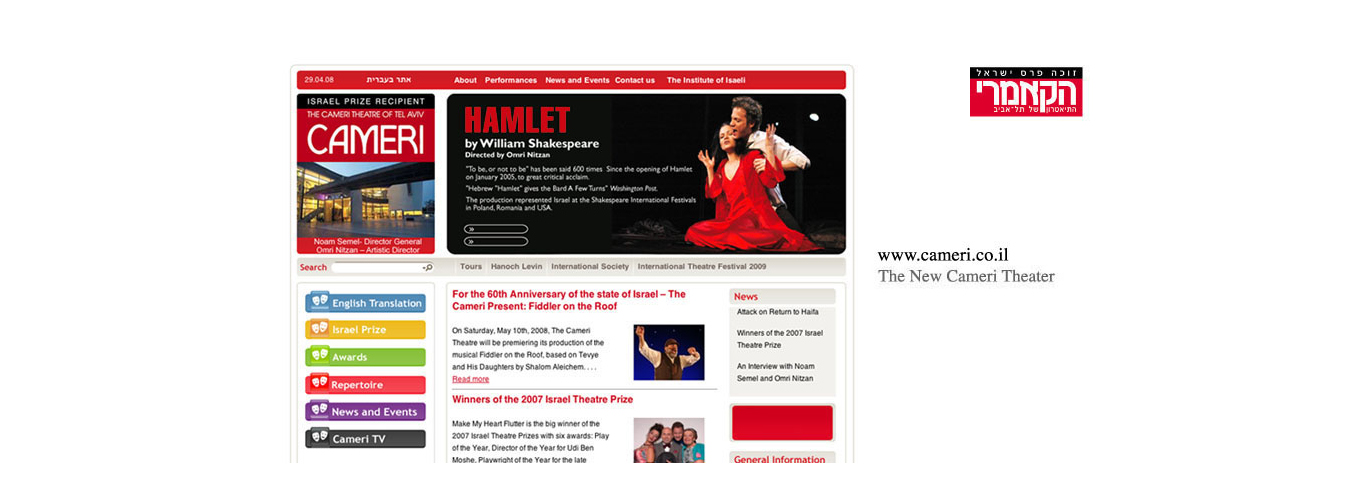 29.04.08
אתר בעברית
About Performances News and Events Contact us The Institute of Isaeli
ISRAEL PRIZE RECIPIENT
THE CAMERI THEATRE OF TEL AVIV
CAMERI
Noam Semel- Director General
Omri Nitzan – Artistic Director
HAMLET
by William Shakespeare
Directed by Omri Nitzan
"To be, or not to be" has been said 600 times Since the opening of Hamlet
on January 2005, to great critical acclaim.
"Hebrew "Hamlet" gives the Bard A Few Turns" Washington Post.
The production represented Israel at the Shakespeare International Festivals
in Poland, Romania and USA.
»
»
Search
Tours Hanoch Levin International Society International Theatre Festival 2009
English Translation
Israel Prize
Awards
Repertoire
News and Events
Cameri TV
For the 60th Anniversary of the state of Israel – The
Cameri Present: Fiddler on the Roof
On Saturday, May 10th, 2008, The Cameri
Theatre will be premiering its production of the
musical Fiddler on the Roof, based on Tevye
and His Daughters by Shalom Aleichem. . . .
Read more
Winners of the 2007 Israel Theatre Prize
Make My Heart Flutter is the big winner of the
2007 Israel Theatre Prizes with six awards: Play
of the Year, Director of the Year for Udi Ben
Moshe, Playwright of the Year for the late
News
Attack on Return to Haifa
Winners of the 2007 Israel
Theatre Prize
An Interview with Noam
Semel and Omri Nitzan
General Information
זוכה פרס ישראל
הקאמרי
התיאטרון של תל־אביב
www.cameri.co.il
The New Cameri Theater